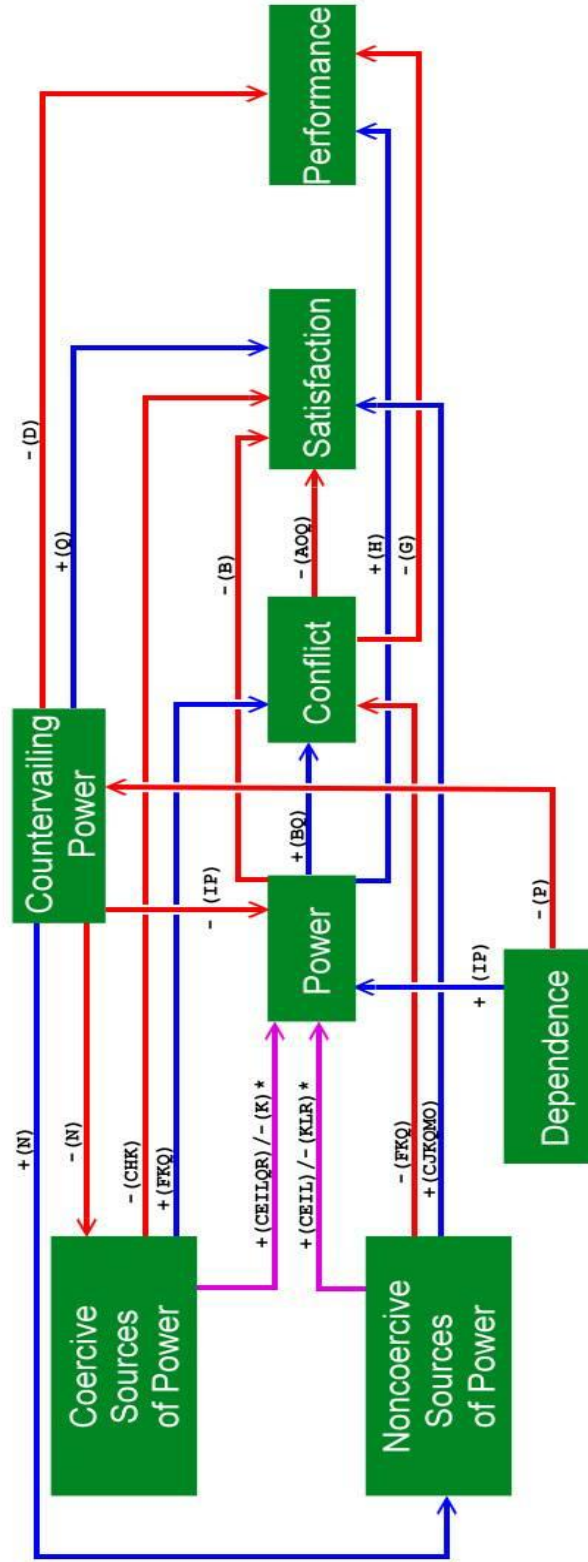 Countervailing
Power
Coercive
Sources
of Power
Noncoercive
Sources
of Power
Power
Dependence
Conflict
Satisfaction
Performance
+(N)
-(N)
-(CHK)
+(FKQ)
+(CEILQR)/-(K)*
+(CEIL)/-(KLR)*
-(FKQ)
+(CJKQMO)
- (IP)
+ (IP)
-(P)
+(BQ)
-(B)
-(AOQ)
+(H)
-(G)
+(Q)
-(D)